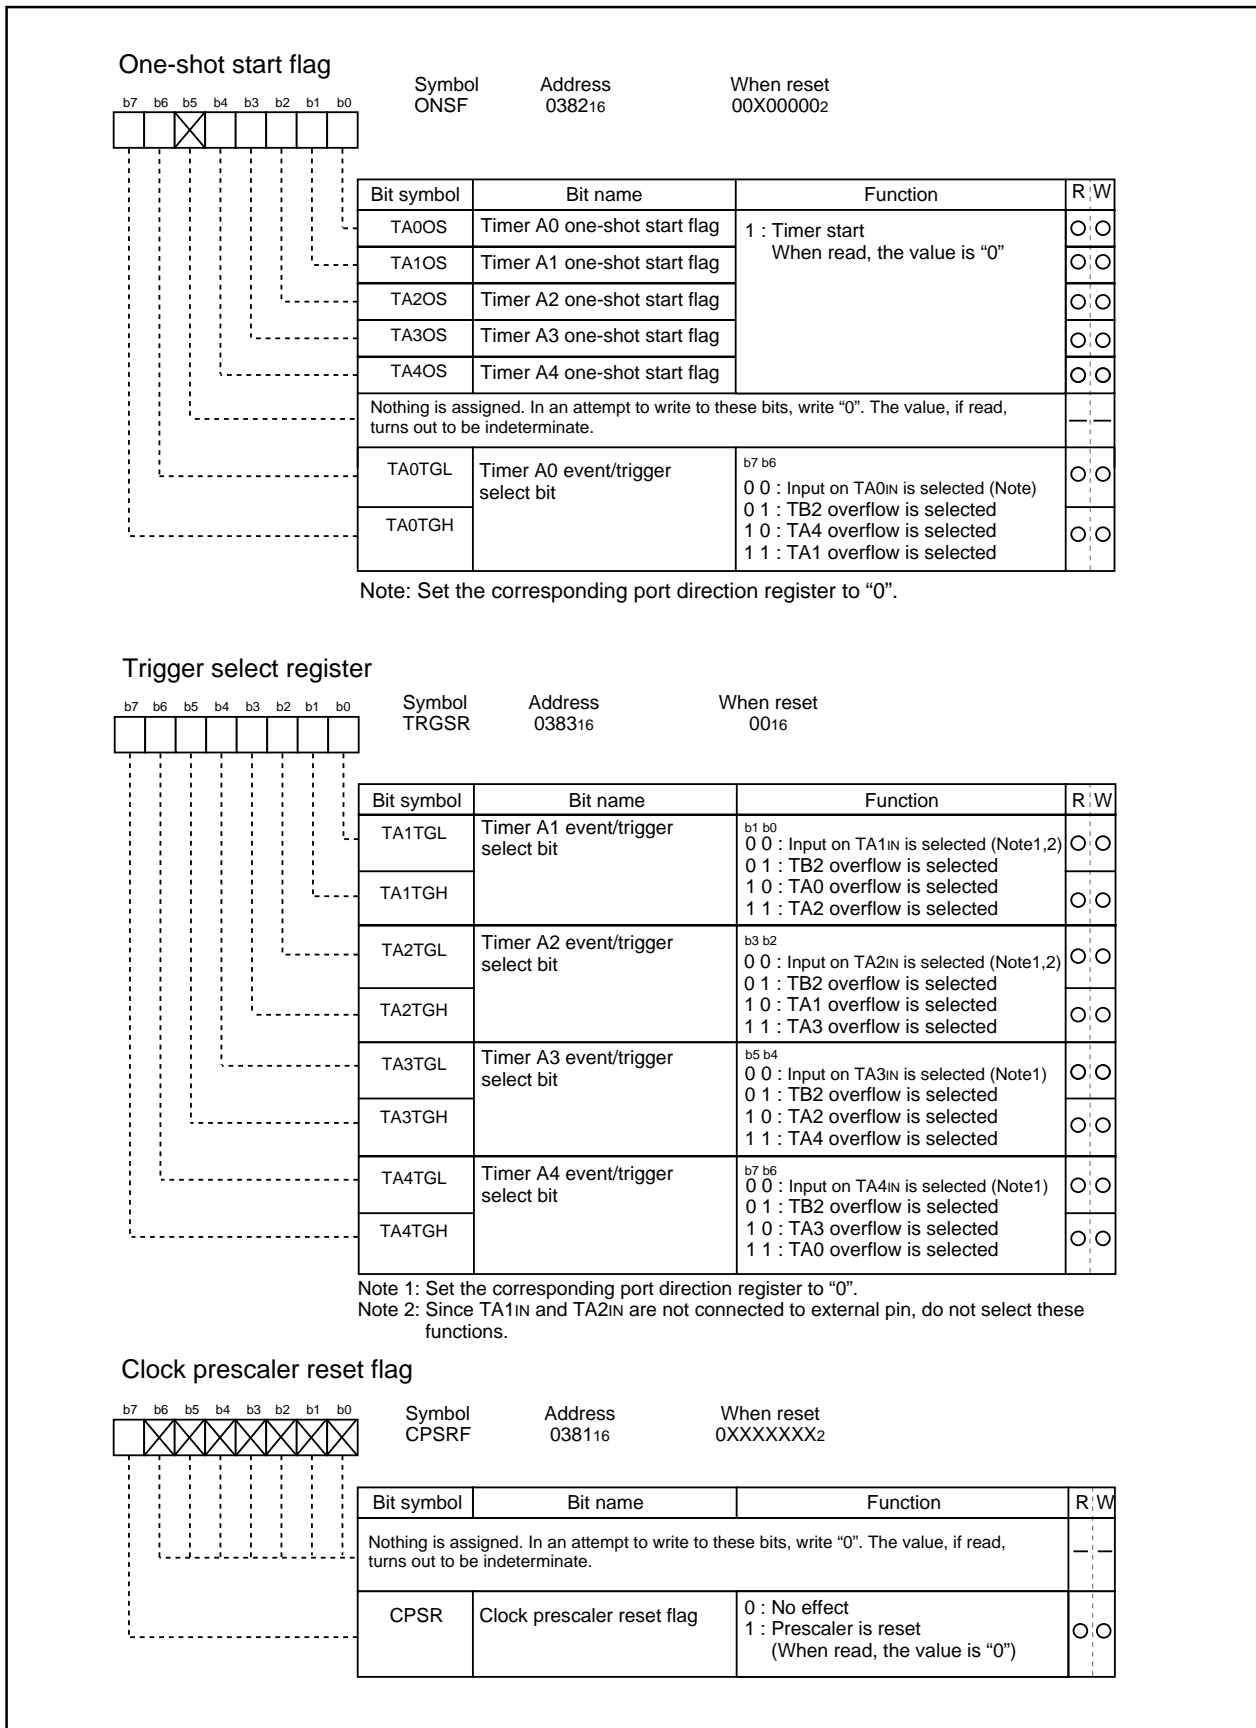 One-shot start flag
Symbol Address When reset
ONSF 038216 00X000002
b7 b6 b5 b4 b3 b2 b1 b0
Bit symbol Bit name Function R W
TA0OS Timer A0 one-shot start flag 1 : Timer start
When read, the value is “0”
TA1OS Timer A1 one-shot start flag
TA2OS Timer A2 one-shot start flag
TA3OS Timer A3 one-shot start flag
TA4OS Timer A4 one-shot start flag
Nothing is assigned. In an attempt to write to these bits, write “0”. The value, if read,
turns out to be indeterminate.
TA0TGL Timer A0 event/trigger
select bit
TA0TGH
b7 b6
0 0 : Input on TA0IN is selected (Note)
0 1 : TB2 overflow is selected
1 0 : TA4 overflow is selected
1 1 : TA1 overflow is selected
Note: Set the corresponding port direction register to “0”.
Trigger select register
Symbol Address When reset
TRGSR 038316 0016
b7 b6 b5 b4 b3 b2 b1 b0
Bit symbol Bit name Function R W
TA1TGL Timer A1 event/trigger
select bit
TA1TGH
b1 b0
0 0 : Input on TA1IN is selected (Note1,2)
0 1 : TB2 overflow is selected
1 0 : TA0 overflow is selected
1 1 : TA2 overflow is selected
TA2TGL Timer A2 event/trigger
select bit
TA2TGH
b3 b2
0 0 : Input on TA2IN is selected (Note1,2)
0 1 : TB2 overflow is selected
1 0 : TA1 overflow is selected
1 1 : TA3 overflow is selected
TA3TGL Timer A3 event/trigger
select bit
TA3TGH
b5 b4
0 0 : Input on TA3IN is selected (Note1)
0 1 : TB2 overflow is selected
1 0 : TA2 overflow is selected
1 1 : TA4 overflow is selected
TA4TGL Timer A4 event/trigger
select bit
TA4TGH
b7 b6
0 0 : Input on TA4IN is selected (Note1)
0 1 : TB2 overflow is selected
1 0 : TA3 overflow is selected
1 1 : TA0 overflow is selected
Note 1: Set the corresponding port direction register to “0”.
Note 2: Since TA1IN and TA2IN are not connected to external pin, do not select these
functions.
Clock prescaler reset flag
Symbol Address When reset
CPSRF 038116 0XXXXXXX2
b7 b6 b5 b4 b3 b2 b1 b0
Bit symbol Bit name Function R W
Nothing is assigned. In an attempt to write to these bits, write “0”. The value, if read,
turns out to be indeterminate.
CPSR Clock prescaler reset flag 0 : No effect
1 : Prescaler is reset
(When read, the value is “0”)